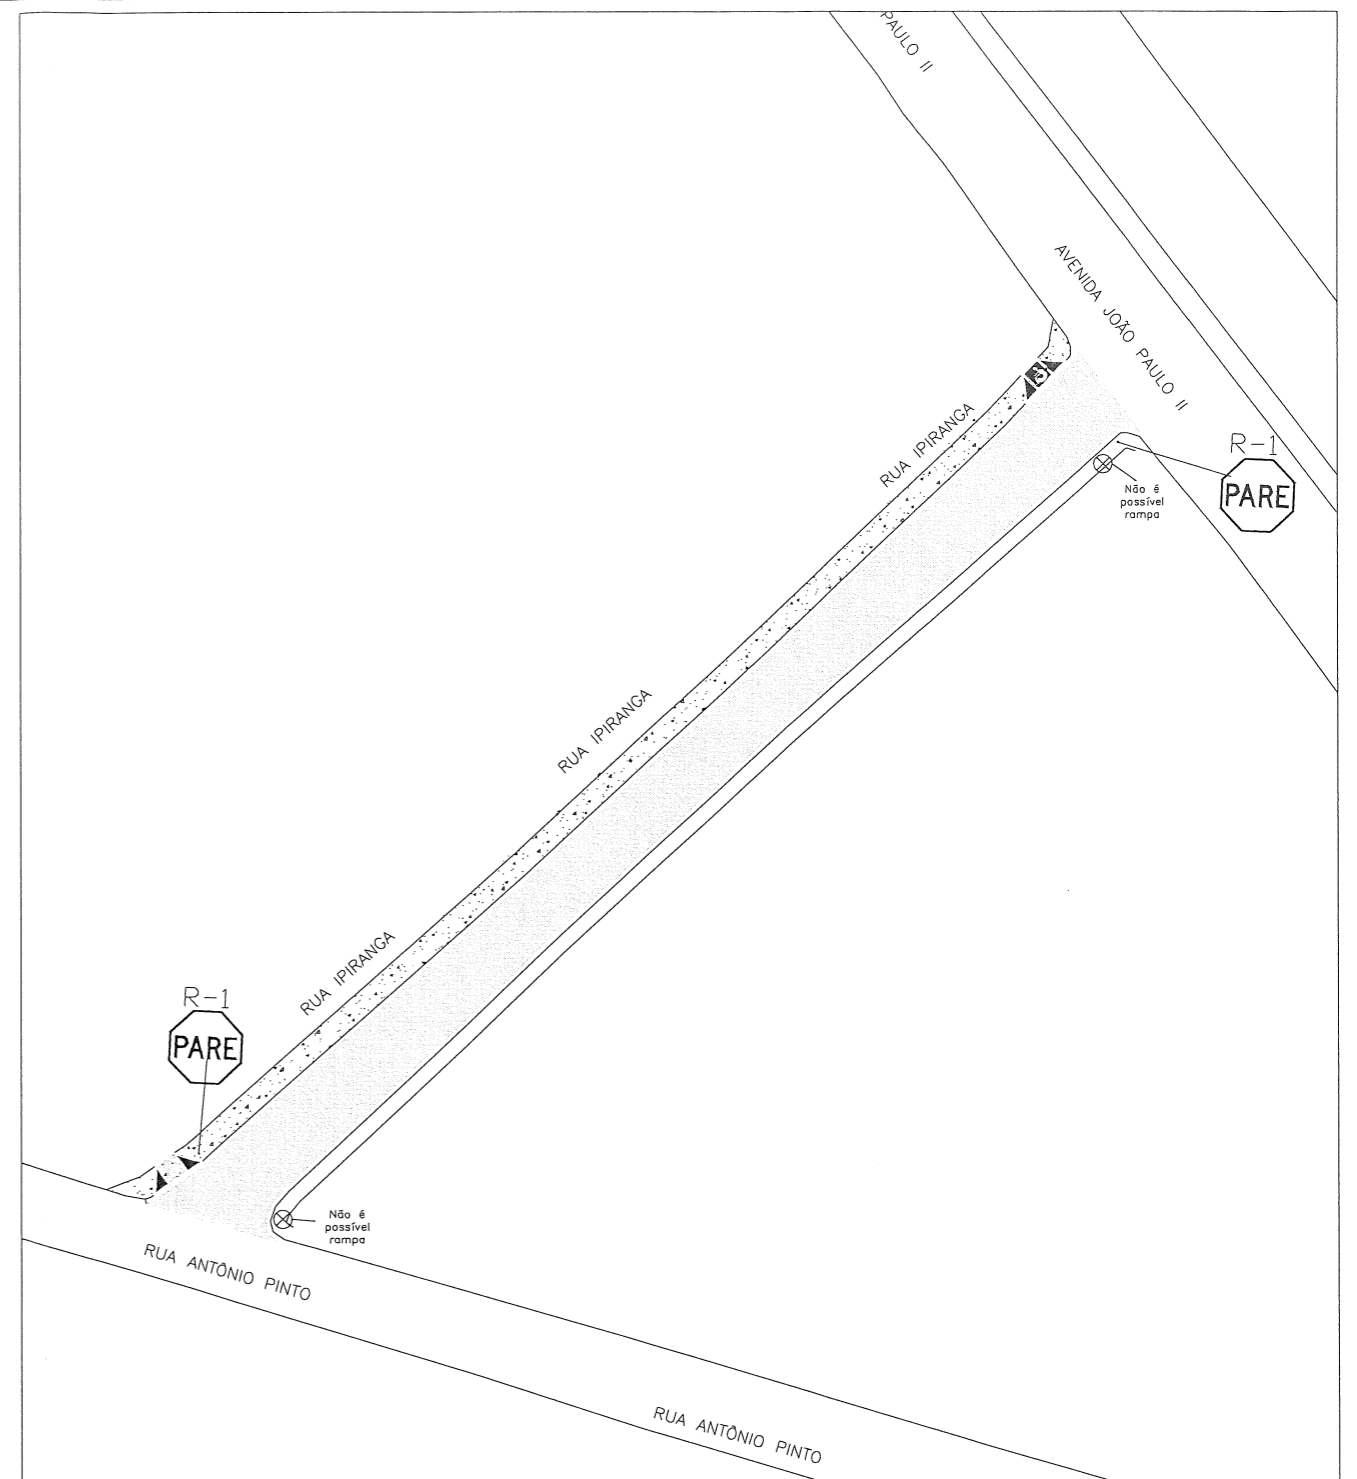 PAULO II
AVENIDA JOÃO PAULO II
RUA IPIRANGA
R-1
PARE
Não é
possível
rampa
RUA IPIRANGA
RUA IPIRANGA
R-1
PARE
Não é
possível
rampa
RUA ANTÔNIO PINTO
RUA ANTÔNIO PINTO